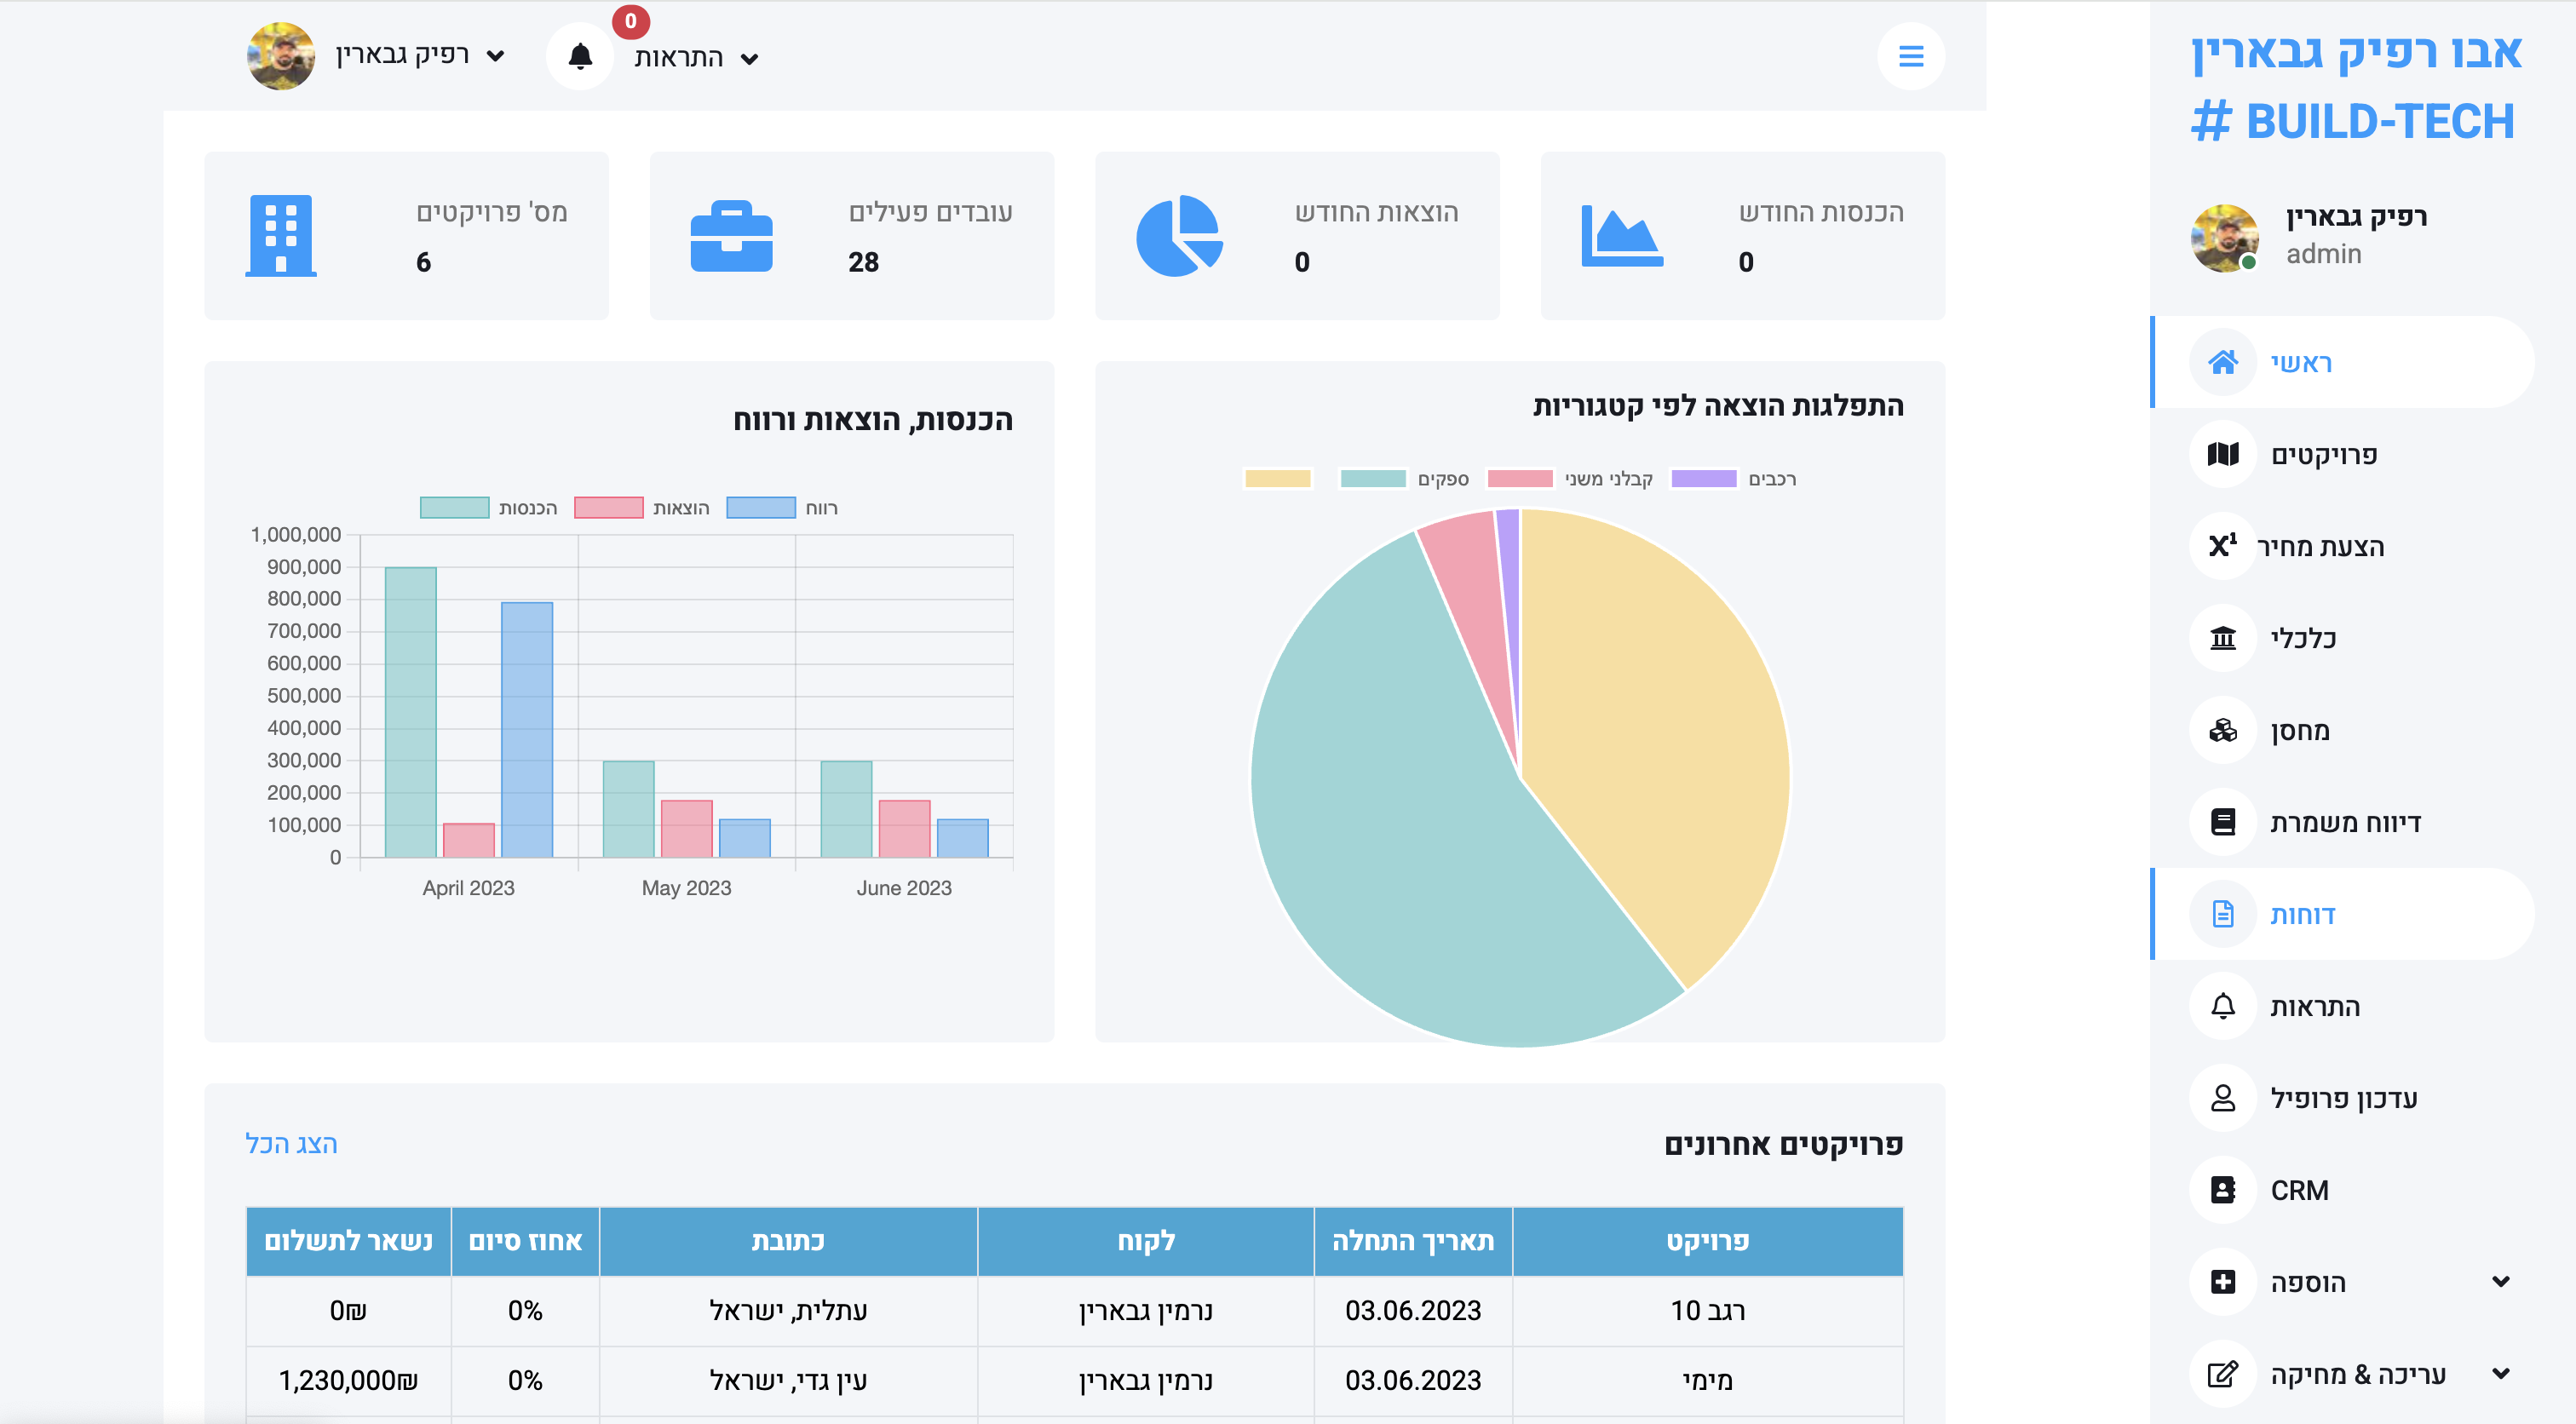 אבו רפיק גבארין
# BUILD-TECH
רפיק גבארין
admin
ראשי
פרויקטים
X¹ הצעת מחיר
כלכלי
מחסן
דיווח משמרת
דוחות
התראות
עדכון פרופיל
CRM
הוספה
עריכה & מחיקה
התראות
0
רפיק גבארין
הכנסות החודש
0
הוצאות החודש
0
עובדים פעילים
28
מס' פרויקטים
6
התפלגות הוצאה לפי קטגוריות
רכבים
קבלני משני
ספקים
הכנסות, הוצאות ורווח
הכנסות
הוצאות
רווח
1,000,000
900,000
800,000
700,000
600,000
500,000
400,000
300,000
200,000
100,000
0
April 2023
May 2023
June 2023
פרויקטים אחרונים
הצג הכל
פרויקט תאריך התחלה לקוח כתובת אחוז סיום נשאר לתשלום
רגב 10 03.06.2023 נרמין גבארין עתלית, ישראל 0% 0₪
מימי 03.06.2023 נרמין גבארין עין גדי, ישראל 0% 1,230,000₪